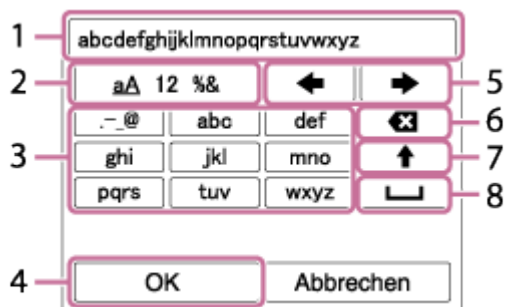 1 abcdefghijklmnopqrstuvwxyz
2 aA 12 %& 5
.-_@ abc def 6
3 ghi jkl mno 7
pqrs tuv wxyz 8
4 OK Abbrechen